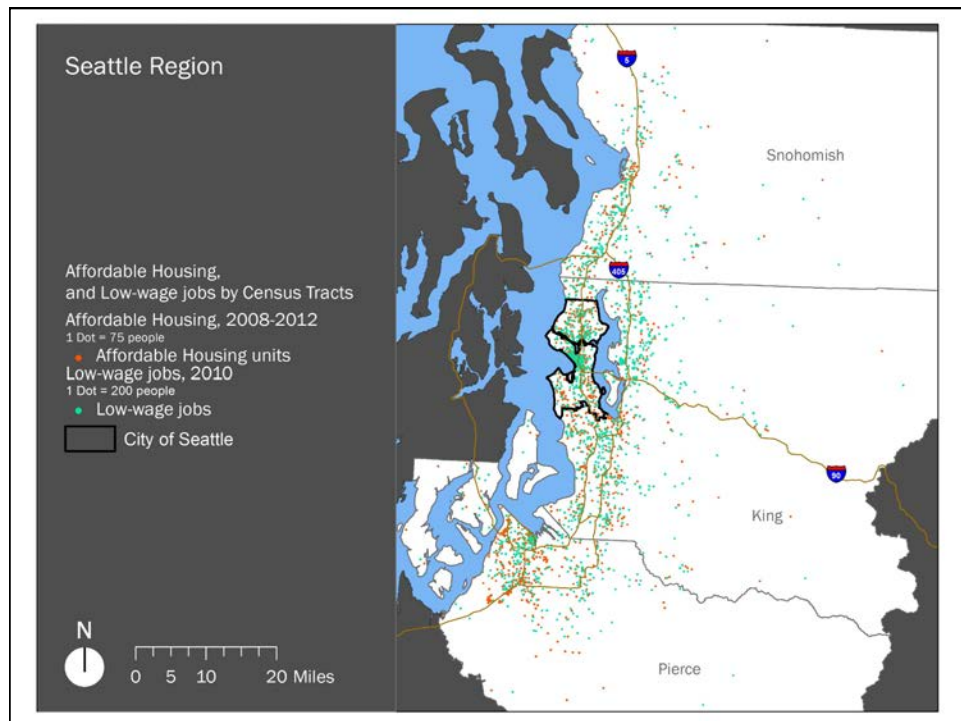 Seattle Region
Affordable Housing,
and Low-wage jobs by Census Tracts
Affordable Housing, 2008-2012
1 Dot = 75 people
Affordable Housing units
Low-wage jobs, 2010
1 Dot = 200 people
Low-wage jobs
City of Seattle
N
0 5 10 20 Miles
5
Snohomish
405
90
King
Pierce